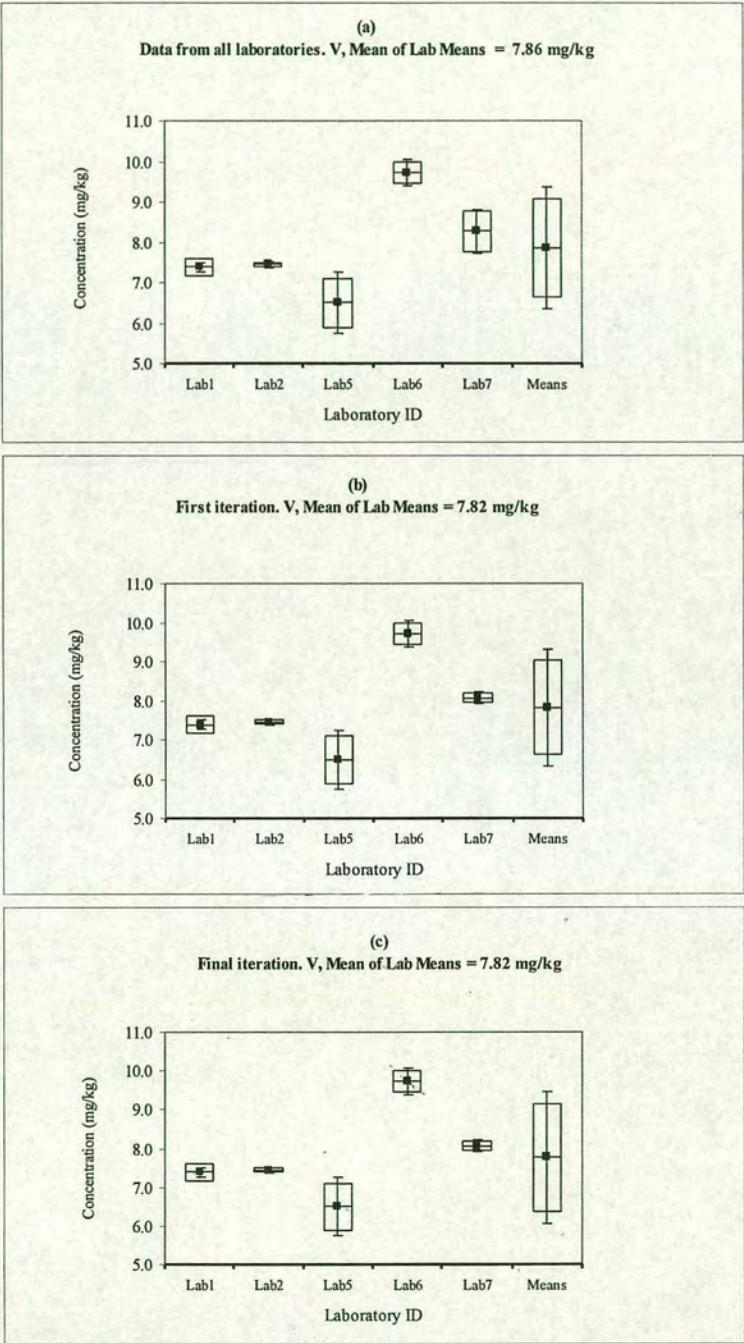 (a)
Data from all laboratories. V, Mean of Lab Means = 7.86 mg/kg
11.0
10.0
9.0
8.0
7.0
6.0
5.0
Concentration (mg/kg)
Lab1 Lab2 Lab5 Lab6 Lab7 Means
Laboratory ID
(b)
First iteration. V, Mean of Lab Means = 7.82 mg/kg
11.0
10.0
9.0
8.0
7.0
6.0
5.0
Concentration (mg/kg)
Lab1 Lab2 Lab5 Lab6 Lab7 Means
Laboratory ID
(c)
Final iteration. V, Mean of Lab Means = 7.82 mg/kg
11.0
10.0
9.0
8.0
7.0
6.0
5.0
Concentration (mg/kg)
Lab1 Lab2 Lab5 Lab6 Lab7 Means
Laboratory ID